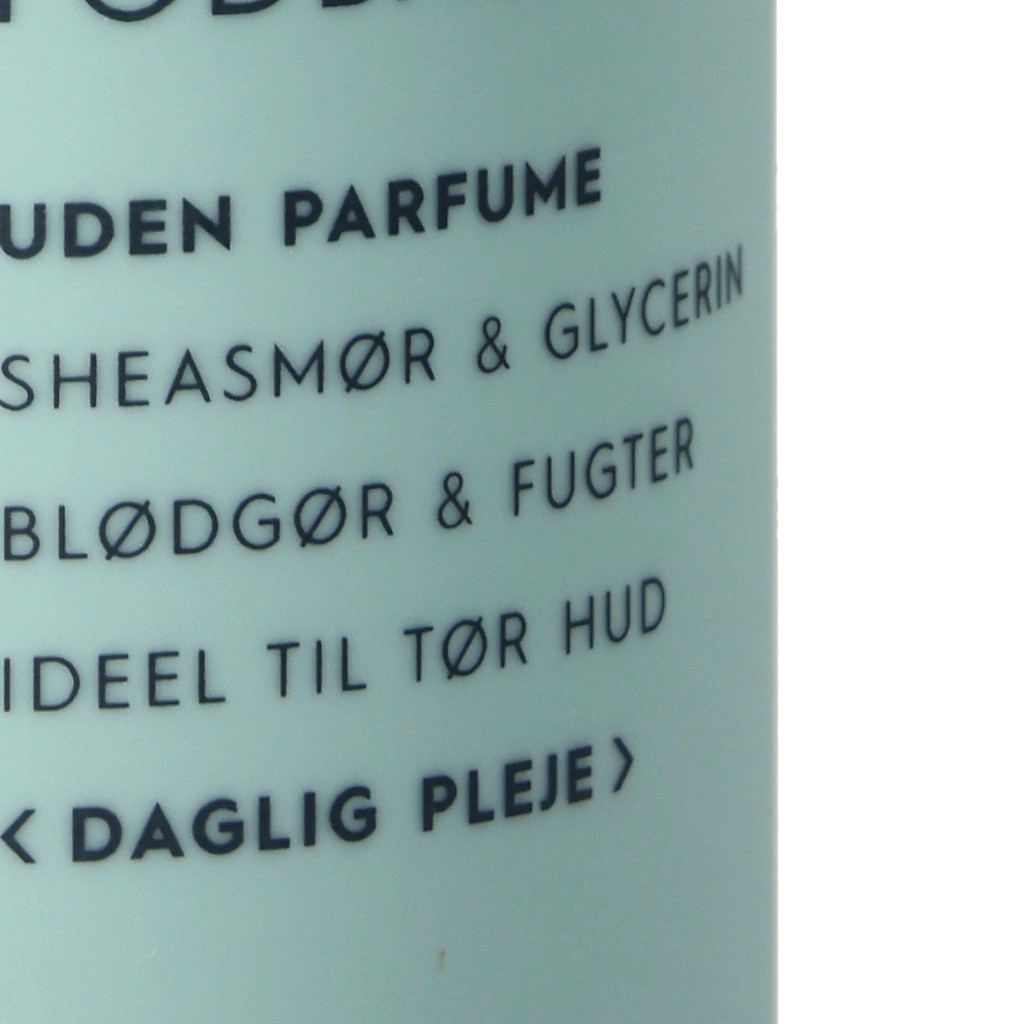 UDEN PARFUME
SHEASMØR & GLYCERIN
BLØDGØR & FUGTER
IDEEL TIL TØR HUD
< DAGLIG PLEJE >